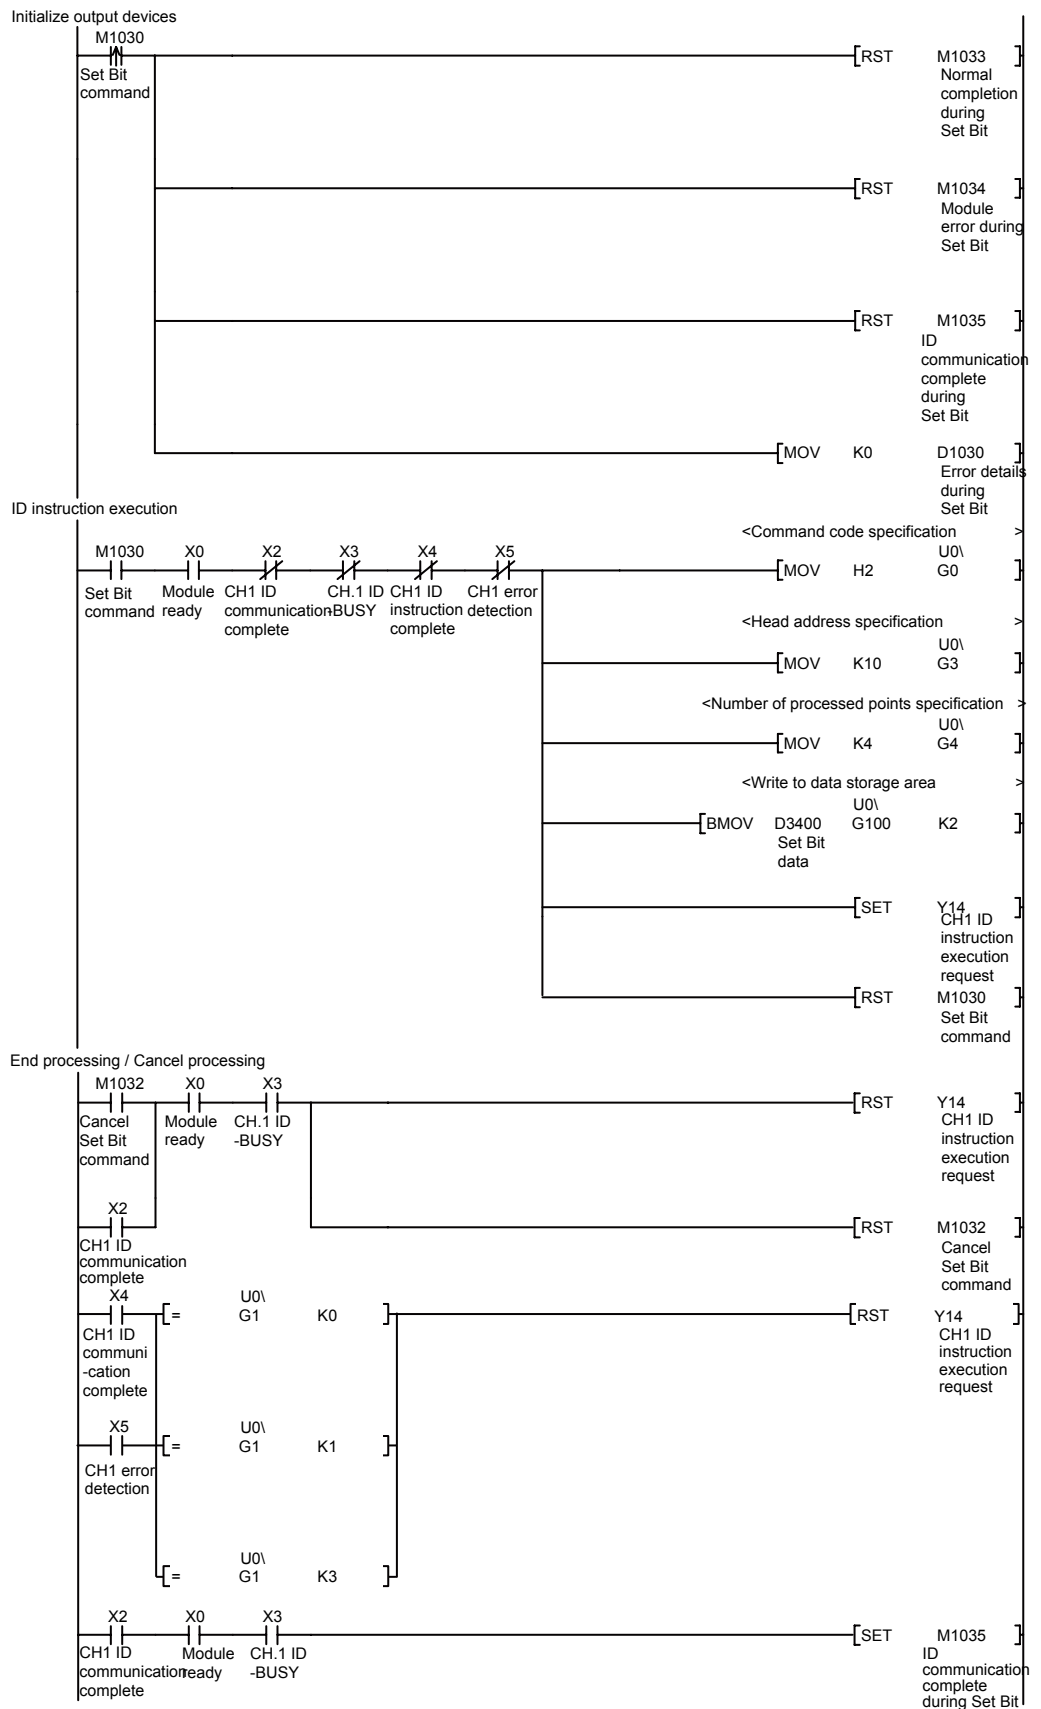 Initialize output devices
M1030
Set Bit
command
[RST M1033 ]
Normal
completion
during
Set Bit
[RST M1034 ]
Module
error during
Set Bit
[RST M1035 ]
ID
communication
complete
during
Set Bit
[MOV K0 D1030 ]
Error details
during
Set Bit
ID instruction execution
<Command code specification >
M1030 X0 X2 X3 X4 X5
Set Bit
command
Module
ready
CH1 ID
communication
complete
CH.1 ID
-BUSY
CH1 ID
instruction
complete
CH1 error
detection
U0\
[MOV H2 G0 ]
<Head address specification >
U0\
[MOV K10 G3 ]
<Number of processed points specification >
U0\
[MOV K4 G4 ]
<Write to data storage area >
U0\
[BMOV D3400 G100 K2 ]
Set Bit
data
[SET Y14 ]
CH1 ID
instruction
execution
request
[RST M1030 ]
Set Bit
command
End processing / Cancel processing
M1032 X0 X3
Cancel
Set Bit
command
Module
ready
CH.1 ID
-BUSY
[RST Y14 ]
CH1 ID
instruction
execution
request
X2
CH1 ID
communication
complete
[RST M1032 ]
Cancel
Set Bit
command
X4
CH1 ID
communi
-cation
complete
U0\
[= G1 K0 ]
[RST Y14 ]
CH1 ID
instruction
execution
request
X5
CH1 error
detection
U0\
[= G1 K1 ]
U0\
[= G1 K3 ]
X2 X0 X3
CH1 ID
communication
complete
Module
ready
CH.1 ID
-BUSY
[SET M1035 ]
ID
communication
complete
during Set Bit